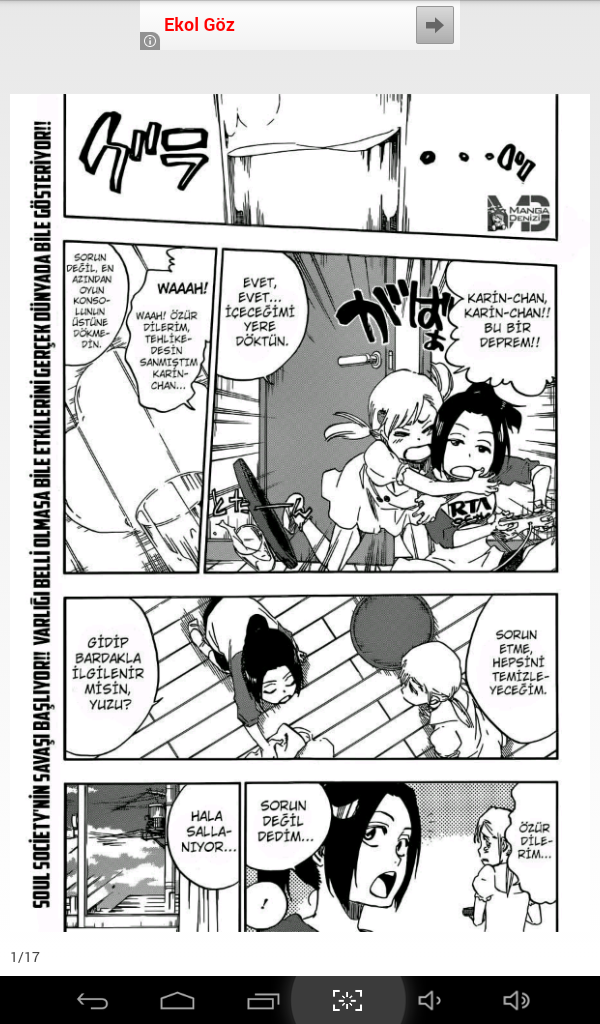 Ekol Göz
SOUL SOCIETY'NİN SAVAŞI BAŞLIYOR!! VARLIĞI BELLİ OLMASA BİLE ETKİLERİNİ GERÇEK DÜNYADA BİLE GÖSTERİYOR!!
MANGA
DENİZİ
KARİN-CHAN,
KARİN-CHAN!!
BU BİR
DEPREM!!
EVET,
EVET...
İÇECEĞİMİ
YERE
DÖKTÜN.
WAAAH!
WAAH! ÖZÜR
DİLERİM,
TEHLİKE-
DESİN
SANMIŞTIM
KARİN-
CHAN...
SORUN
DEĞİL, EN
AZINDAN
OYUN
KONSO-
LUNUN
ÜSTÜNE
DÖKME-
DİN.
SORUN
ETME,
HEPSİNİ
TEMİZLE-
YECEĞİM.
GİDİP
BARDAKLA
İLGİLENİR
MİSİN,
YUZU?
ÖZÜR
DİLE-
RİM...
SORUN
DEĞİL
DEDİM...
!
HALA
SALLA-
NIYOR...
1/17